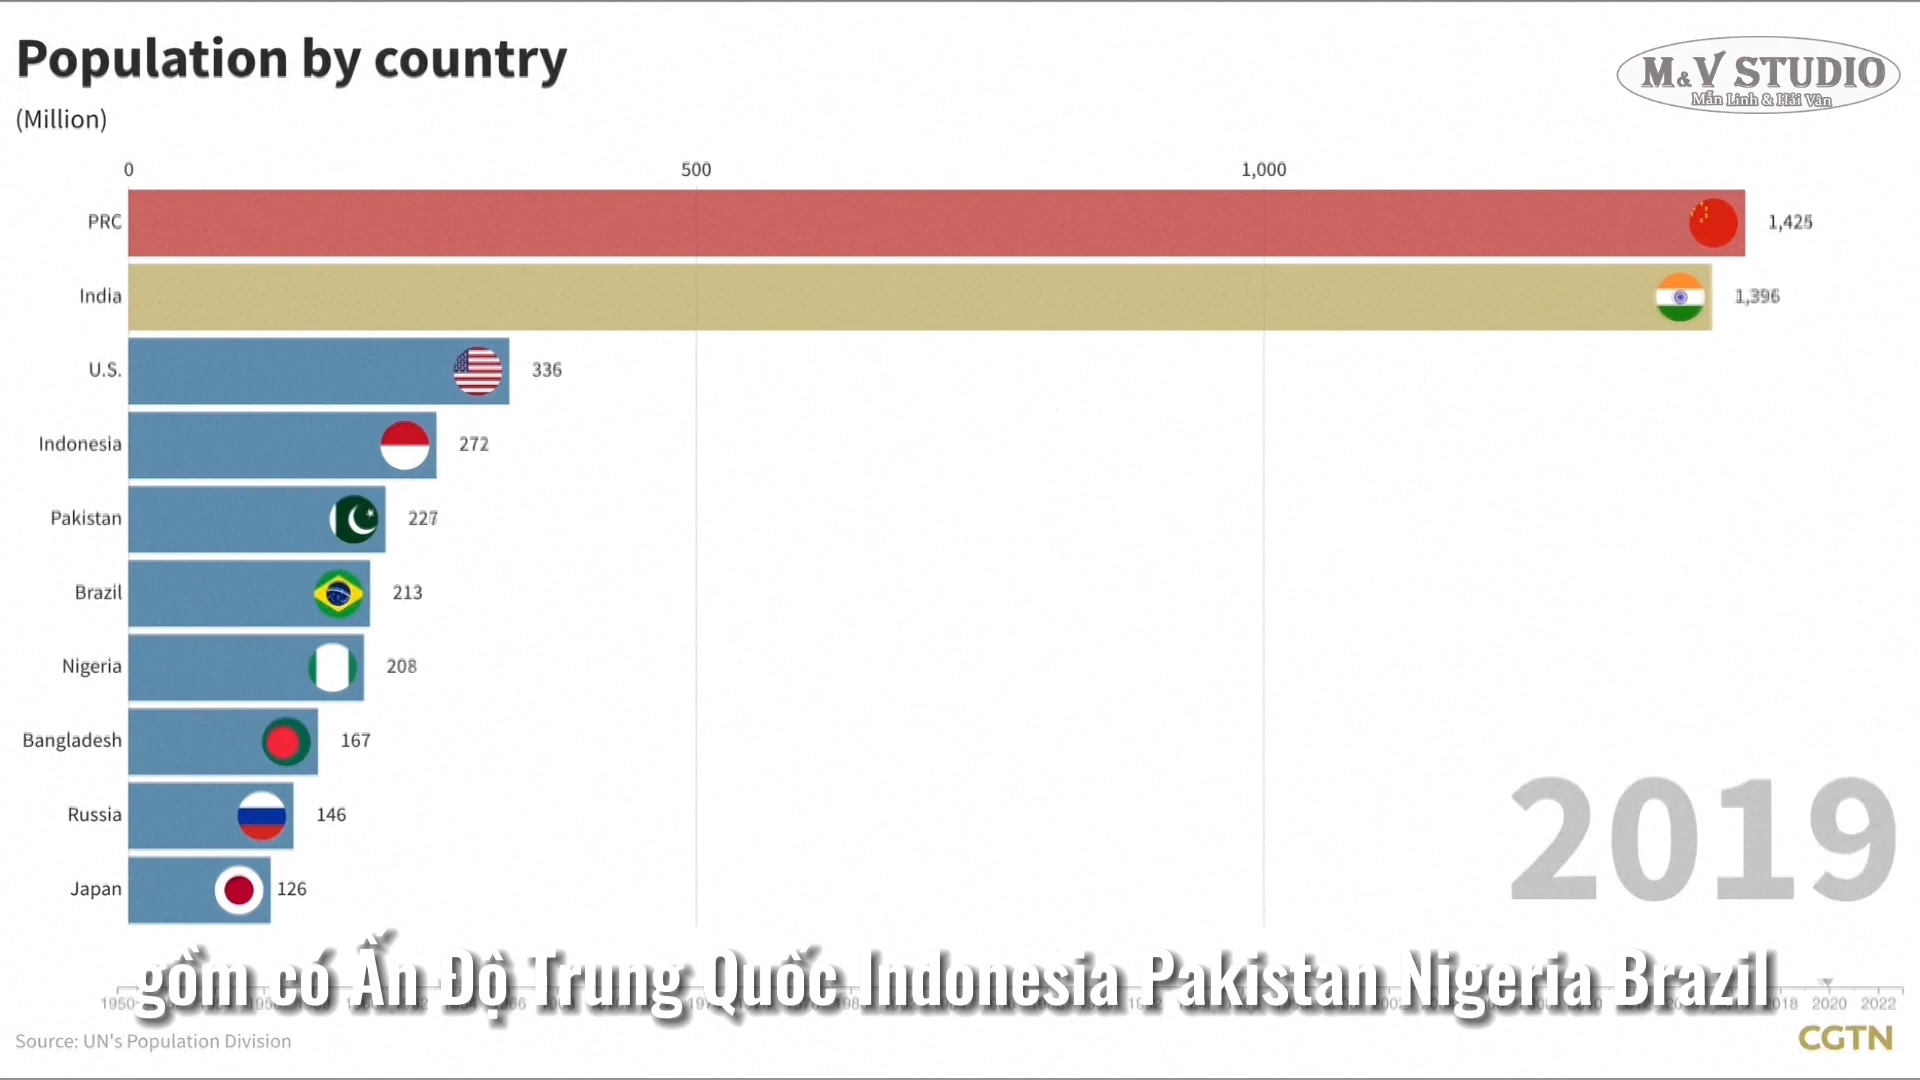 Population by country
M&V STUDIO
Mẫn Linh & Hải Vân
(Million)
0 500 1,000
PRC 1,425
India 1,396
U.S. 336
Indonesia 272
Pakistan 227
Brazil 213
Nigeria 208
Bangladesh 167
Russia 146
Japan 126
2019
gồm có Ấn Độ Trung Quốc Indonesia Pakistan Nigeria Brazil
1950 2018 2020 2022
Source: UN's Population Division
CGTN